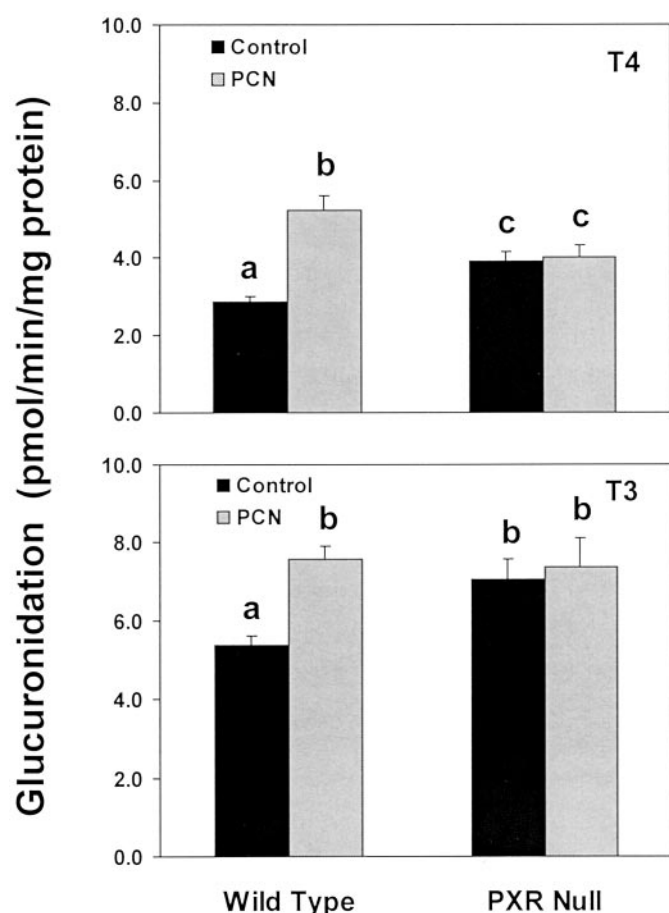 Glucuronidation (pmol/min/mg protein)
10.0
8.0
6.0
4.0
2.0
0.0
Control
PCN
T4
a
b
c
c
10.0
8.0
6.0
4.0
2.0
0.0
Control
PCN
T3
a
b
b
b
Wild Type
PXR Null